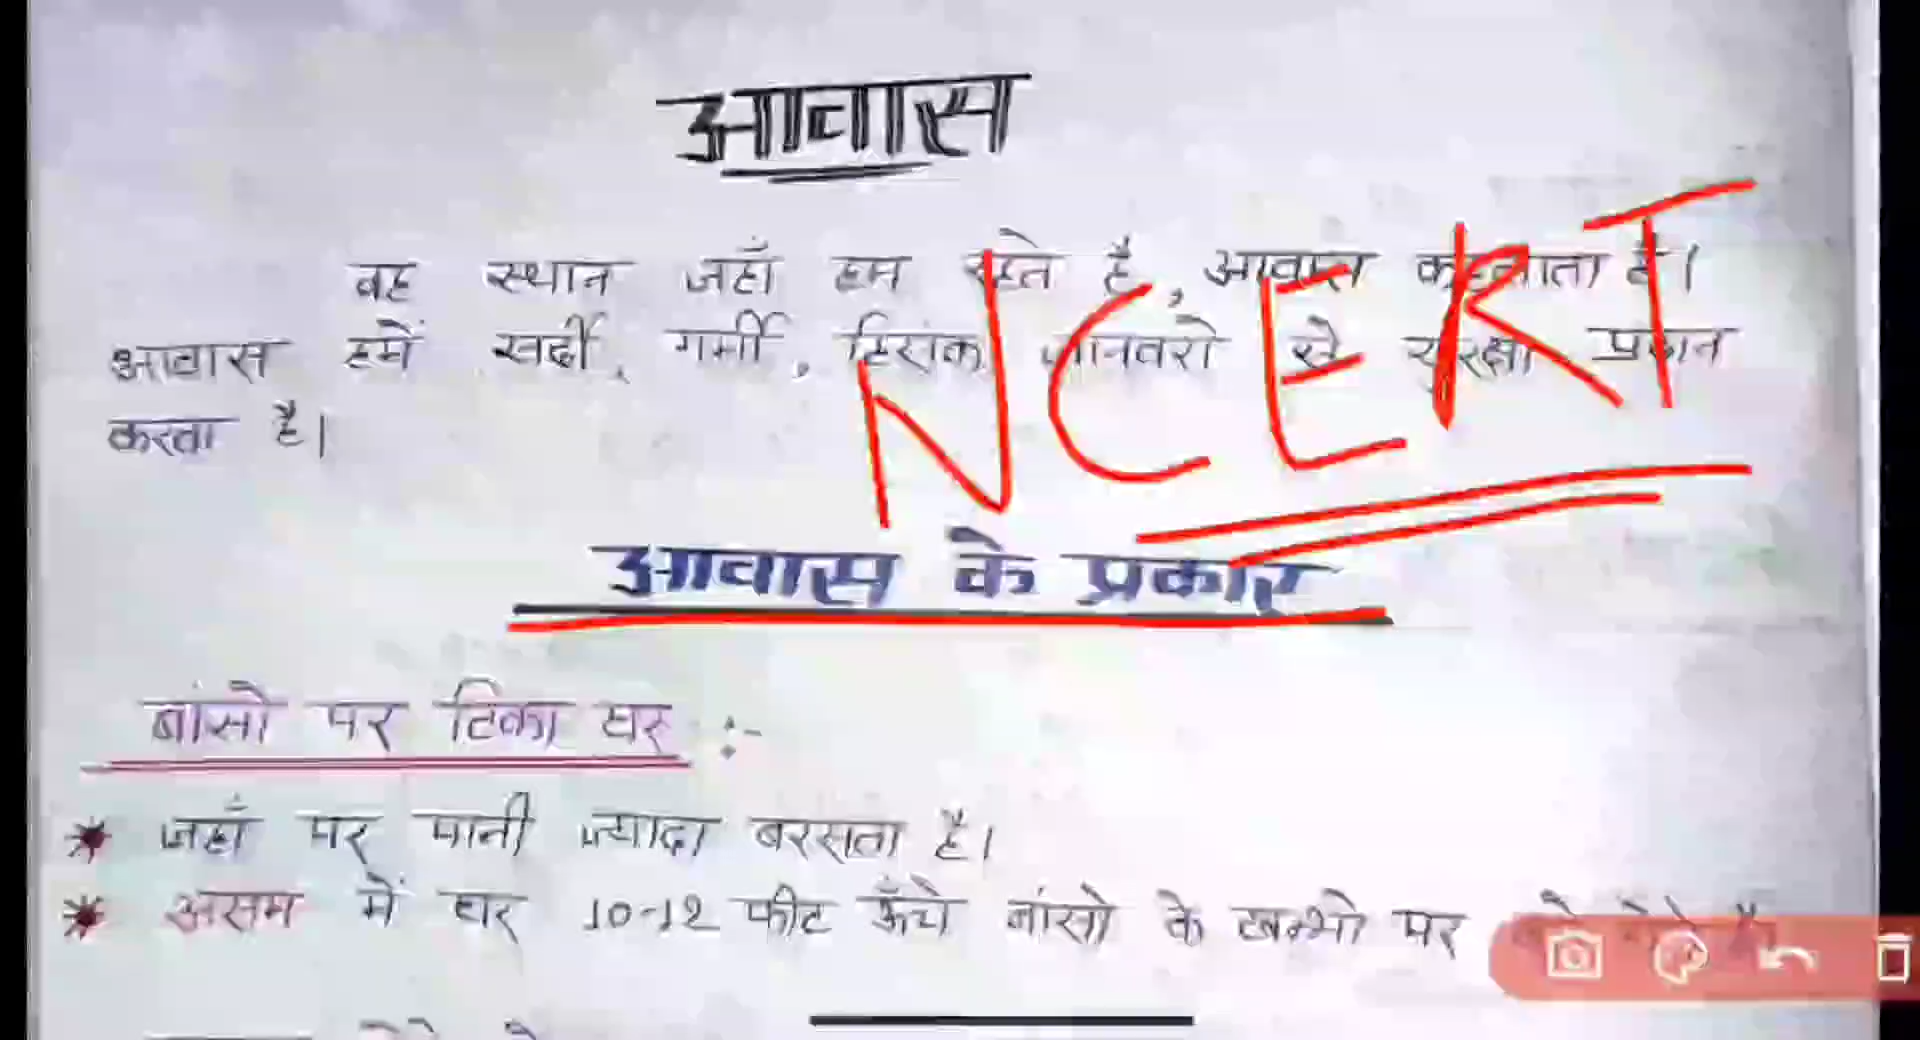 आवास
वह स्थान जहाँ हम रहते है, आवास कहलाता है।
आवास हमें सर्दी, गर्मी, हिंसक जानवरो से सुरक्षा प्रदान
करता है।
NCERT
आवास के प्रकार
बांसो पर टिका घर :-
* जहाँ पर पानी ज्यादा बरसता है।
* असम में घर 10-12 फीट ऊँचे बांसो के खम्भो पर